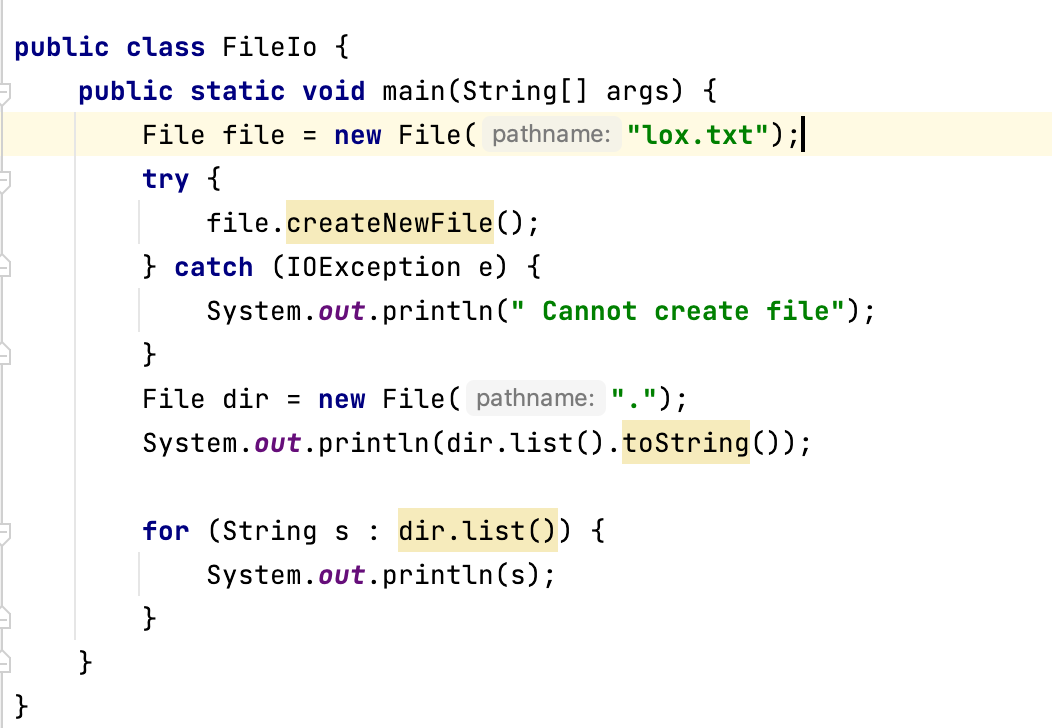 public class FileIo {
public static void main(String[] args) {
File file = new File( pathname: "lox.txt");
try {
file.createNewFile();
} catch (IOException e) {
System.out.println(" Cannot create file");
}
File dir = new File( pathname: ".");
System.out.println(dir.list().toString());
for (String s : dir.list()) {
System.out.println(s);
}
}
}